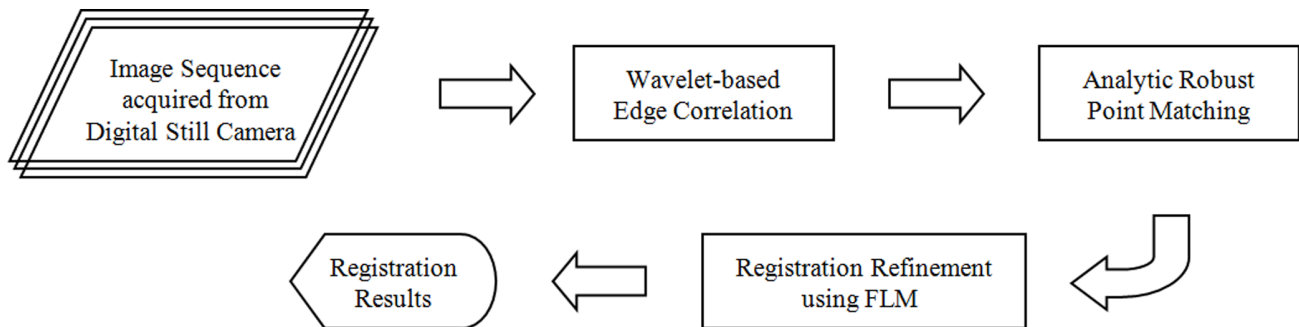 Image Sequence
acquired from
Digital Still Camera
Wavelet-based
Edge Correlation
Analytic Robust
Point Matching
Registration Refinement
using FLM
Registration
Results